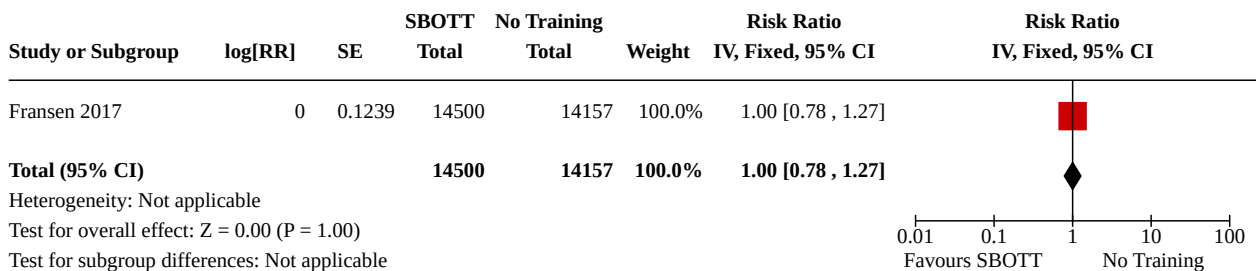 SBOTT No Training Risk Ratio Risk Ratio
Study or Subgroup log[RR] SE Total Total Weight IV, Fixed, 95% CI IV, Fixed, 95% CI
Fransen 2017 0 0.1239 14500 14157 100.0% 1.00 [0.78 , 1.27]
Total (95% CI) 14500 14157 100.0% 1.00 [0.78 , 1.27]
Heterogeneity: Not applicable
Test for overall effect: Z = 0.00 (P = 1.00)
0.01 0.1 1 10 100
Test for subgroup differences: Not applicable Favours SBOTT No Training